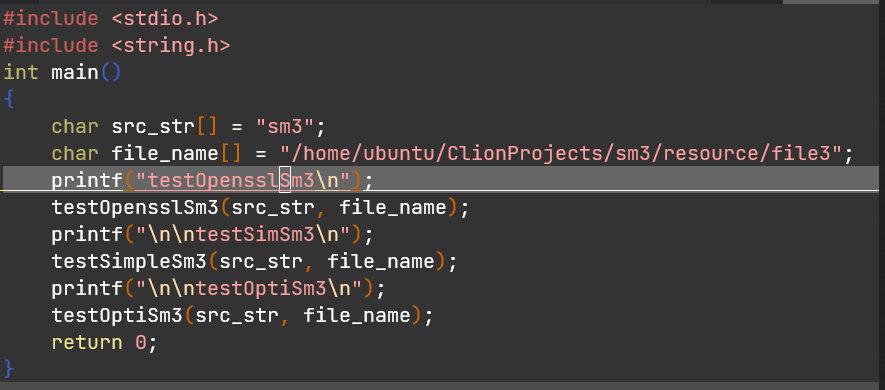 #include <stdio.h>
#include <string.h>
int main()
{
    char src_str[] = "sm3";
    char file_name[] = "/home/ubuntu/ClionProjects/sm3/resource/file3";
    printf("testOpensslSm3\n");
    testOpensslSm3(src_str, file_name);
    printf("\n\ntestSimSm3\n");
    testSimpleSm3(src_str, file_name);
    printf("\n\ntestOptiSm3\n");
    testOptiSm3(src_str, file_name);
    return 0;
}